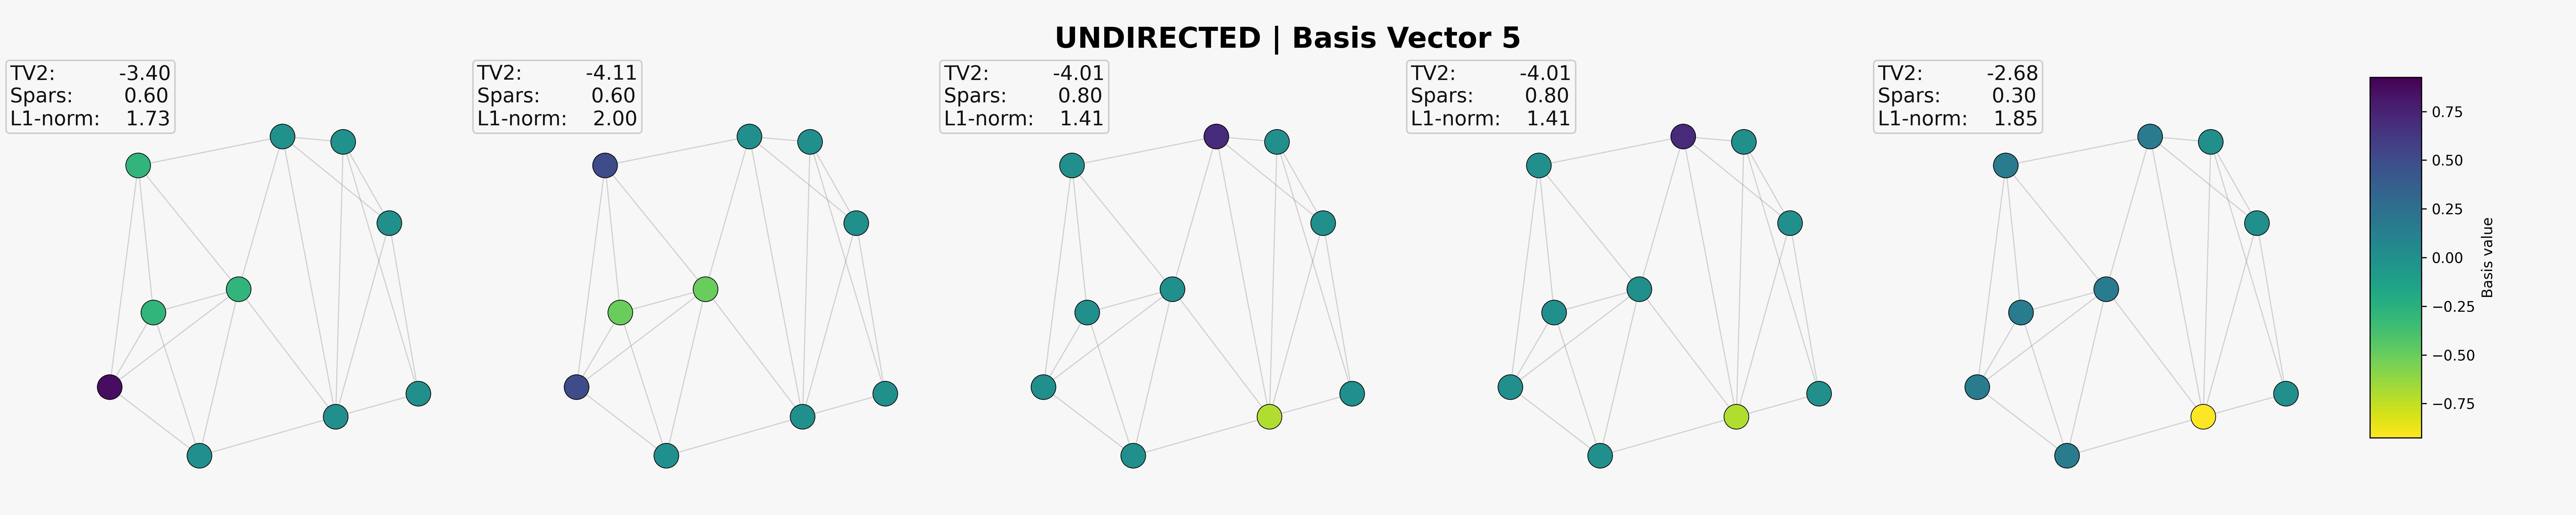 UNDIRECTED | Basis Vector 5
TV2: -3.40
Spars: 0.60
L1-norm: 1.73
TV2: -4.11
Spars: 0.60
L1-norm: 2.00
TV2: -4.01
Spars: 0.80
L1-norm: 1.41
TV2: -4.01
Spars: 0.80
L1-norm: 1.41
TV2: -2.68
Spars: 0.30
L1-norm: 1.85
0.75
0.50
0.25
0.00
−0.25
−0.50
−0.75
Basis value